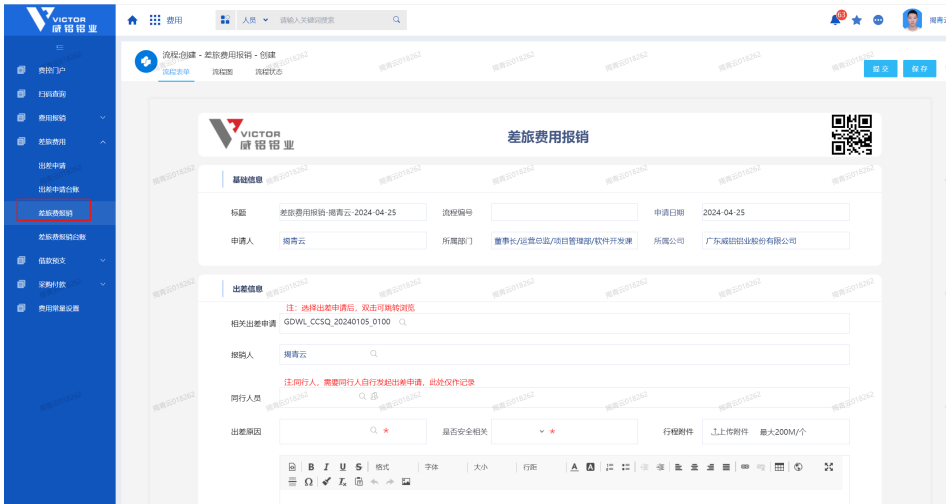 VICTOR
威铝铝业
费用
人员
请输入关键词搜索
63
揭青云
流程:创建 - 差旅费用报销 - 创建
流程表单 流程图 流程状态
提交 保存
费控门户
扫码查询
费用报销
差旅费用
出差申请
出差申请台账
差旅费报销
差旅费报销台账
借款预支
采购付款
费用常量设置
VICTOR
威铝铝业
差旅费用报销
基础信息
标题 差旅费用报销-揭青云-2024-04-25 流程编号 申请日期 2024-04-25
申请人 揭青云 所属部门 董事长/运营总监/项目管理部/软件开发课 所属公司 广东威铝铝业股份有限公司
出差信息
注：选择出差申请后，双击可跳转浏览
相关出差申请 GDWL_CCSQ_20240105_0100
报销人 揭青云
注:同行人，需要同行人自行发起出差申请，此处仅作记录
同行人员
出差原因 * 是否安全相关 * 行程附件 上传附件 最大200M/个
B I U S 格式 字体 大小 行距 A A
Ω
揭青云018262